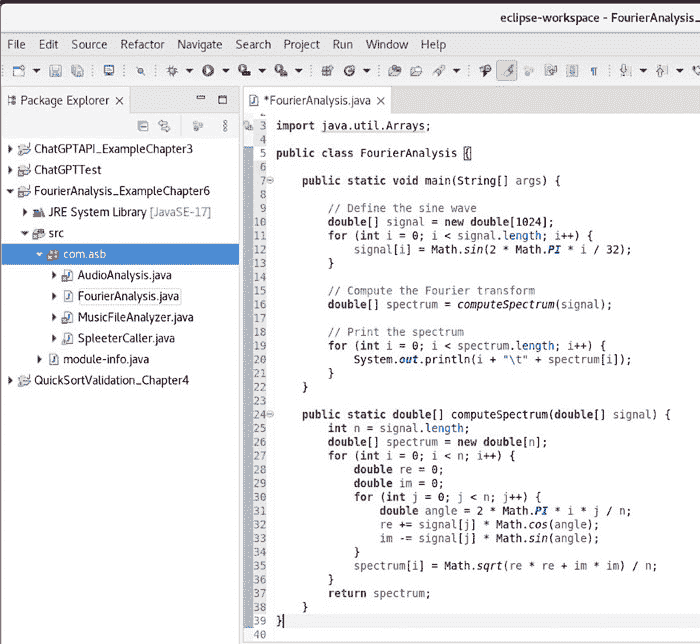 eclipse-workspace - FourierAnalysis_
File Edit Source Refactor Navigate Search Project Run Window Help
Package Explorer
ChatGPTAPI_ExampleChapter3
ChatGPTTest
FourierAnalysis_ExampleChapter6
JRE System Library [JavaSE-17]
src
com.asb
AudioAnalysis.java
FourierAnalysis.java
MusicFileAnalyzer.java
SpleeterCaller.java
module-info.java
QuickSortValidation_Chapter4
*FourierAnalysis.java
3 import java.util.Arrays;
4
5 public class FourierAnalysis {
6
7 public static void main(String[] args) {
8
9 // Define the sine wave
10 double[] signal = new double[1024];
11 for (int i = 0; i < signal.length; i++) {
12 signal[i] = Math.sin(2 * Math.PI * i / 32);
13 }
14
15 // Compute the Fourier transform
16 double[] spectrum = computeSpectrum(signal);
17
18 // Print the spectrum
19 for (int i = 0; i < spectrum.length; i++) {
20 System.out.println(i + "\t" + spectrum[i]);
21 }
22 }
23
24 public static double[] computeSpectrum(double[] signal) {
25 int n = signal.length;
26 double[] spectrum = new double[n];
27 for (int i = 0; i < n; i++) {
28 double re = 0;
29 double im = 0;
30 for (int j = 0; j < n; j++) {
31 double angle = 2 * Math.PI * i * j / n;
32 re += signal[j] * Math.cos(angle);
33 im -= signal[j] * Math.sin(angle);
34 }
35 spectrum[i] = Math.sqrt(re * re + im * im) / n;
36 }
37 return spectrum;
38 }
39 }
40